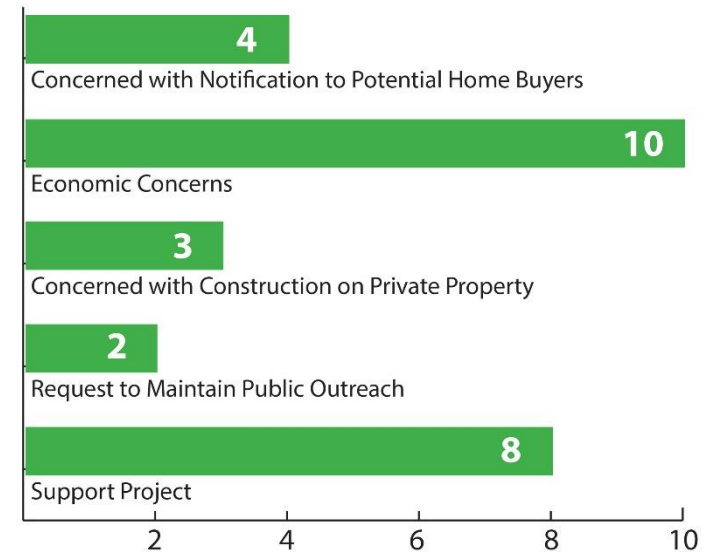 4
Concerned with Notification to Potential Home Buyers
10
Economic Concerns
3
Concerned with Construction on Private Property
2
Request to Maintain Public Outreach
8
Support Project
2 4 6 8 10